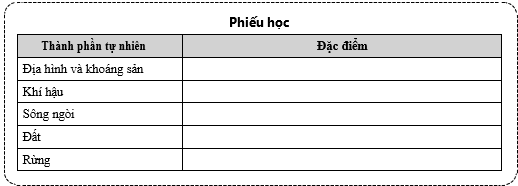 Phiếu học
Thành phần tự nhiên Đặc điểm
Địa hình và khoáng sản
Khí hậu
Sông ngòi
Đất
Rừng